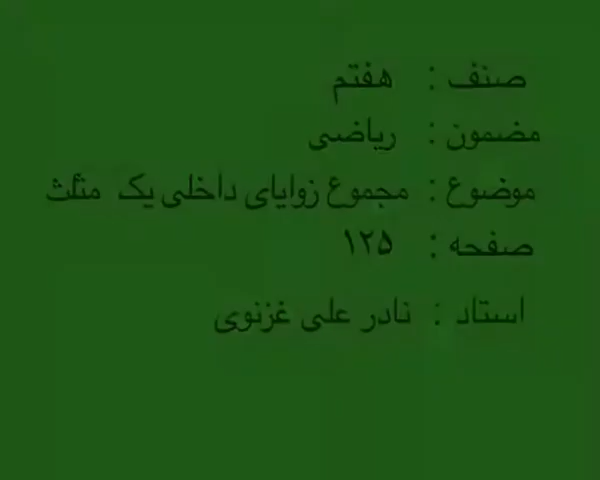 صنف : هفتم
مضمون : ریاضی
موضوع : مجموع زوایای داخلی یک مثلث
صفحه : ۱۲۵
استاد : نادر علی غزنوی